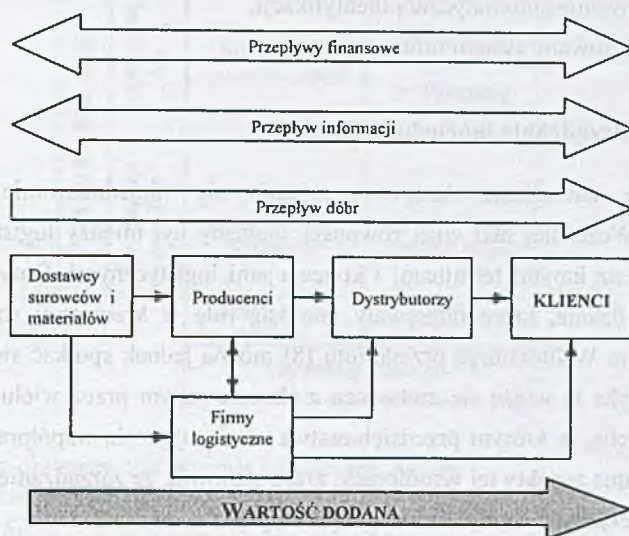 Przepływy finansowe
Przepływ informacji
Przepływ dóbr
Dostawcy
surowców i
materiałów
Producenci
Dystrybutorzy
KLIENCI
Firmy
logistyczne
WARTOŚĆ DODANA